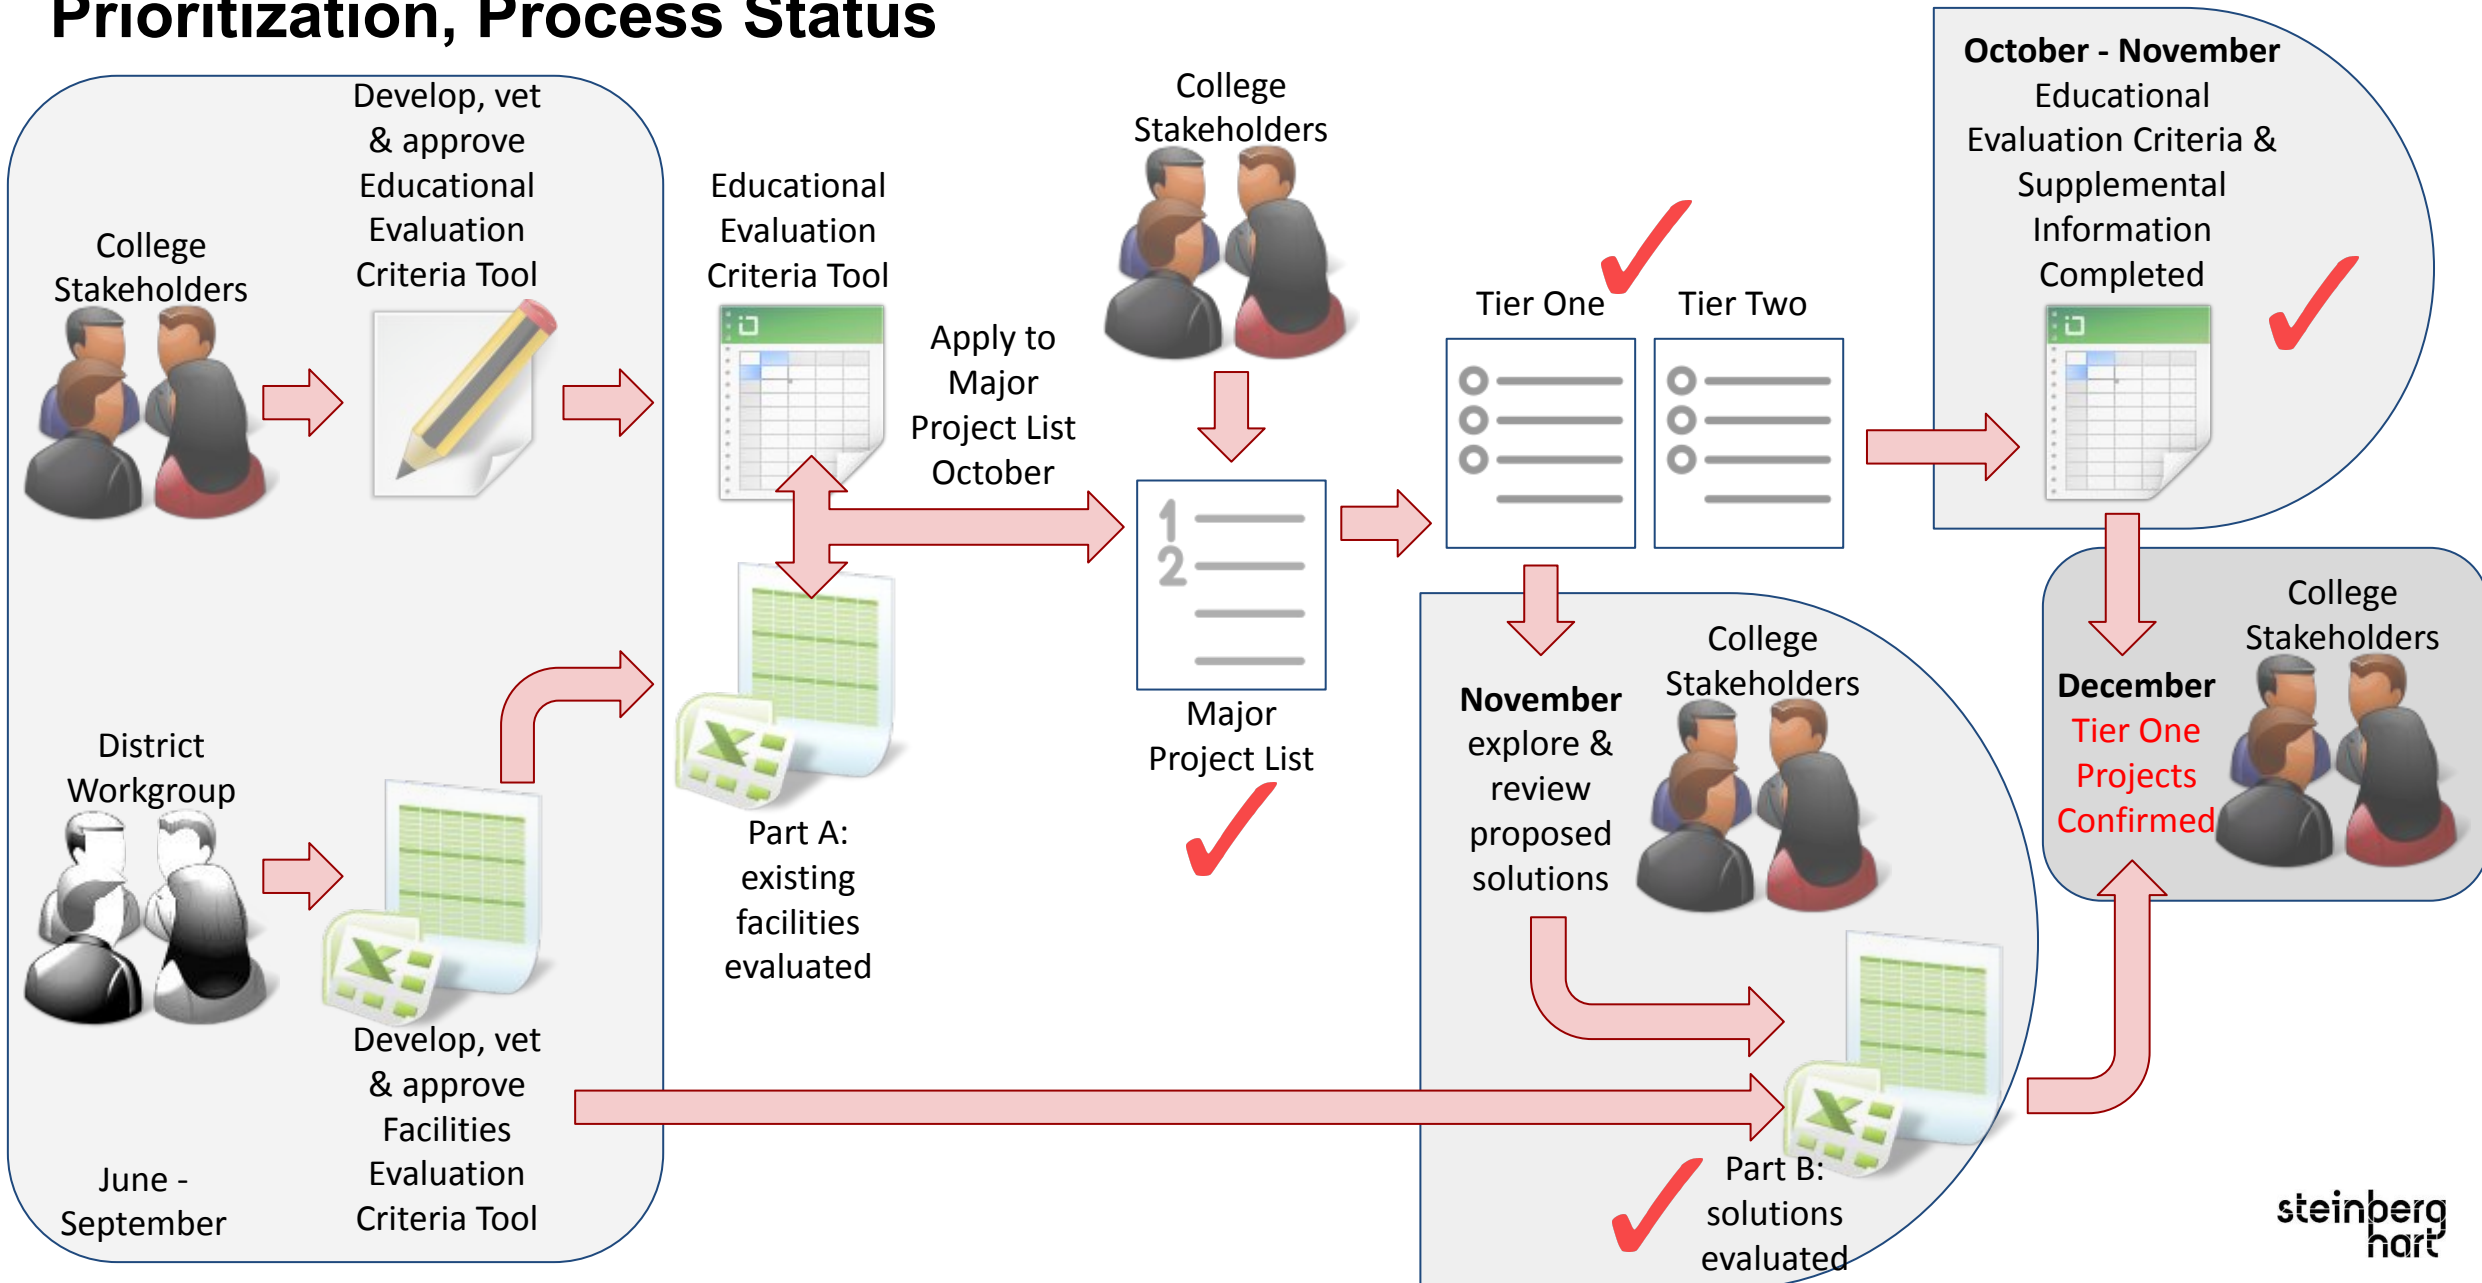 Prioritization, Process Status
College
Stakeholders
Develop, vet
& approve
Educational
Evaluation
Criteria Tool
District
Workgroup
Develop, vet
& approve
Facilities
Evaluation
Criteria Tool
June -
September
Educational
Evaluation
Criteria Tool
Part A:
existing
facilities
evaluated
Apply to
Major
Project List
October
College
Stakeholders
1
2
Major
Project List
Tier One
Tier Two
November
explore &
review
proposed
solutions
College
Stakeholders
Part B:
solutions
evaluated
October - November
Educational
Evaluation Criteria &
Supplemental
Information
Completed
December
Tier One
Projects
Confirmed
College
Stakeholders
steinberg
hart